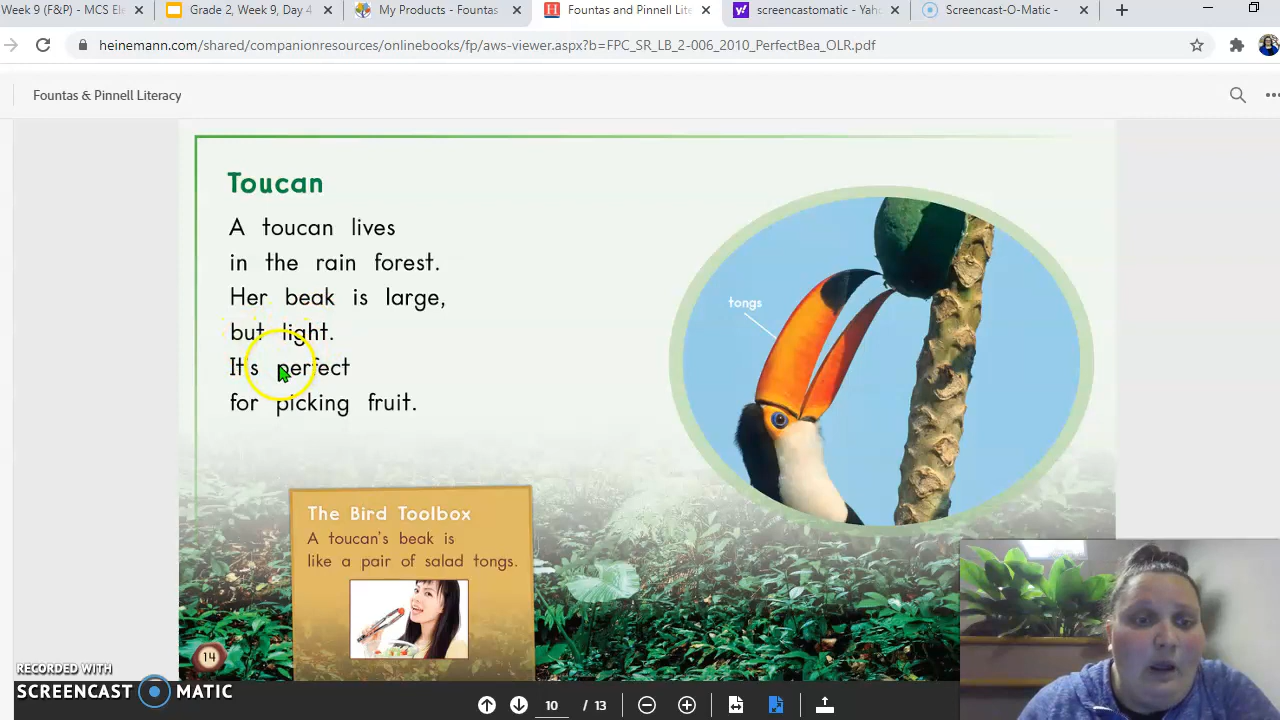 Week 9 (F&P) - MCS El
Grade 2, Week 9, Day 4
My Products - Fountas
Fountas and Pinnell Lite
screencastomatic - Yah
Screencast-O-Matic -
heinemann.com/shared/companionresources/onlinebooks/fp/aws-viewer.aspx?b=FPC_SR_LB_2-006_2010_PerfectBea_OLR.pdf
Fountas & Pinnell Literacy
Toucan
A toucan lives
in the rain forest.
Her beak is large,
but light.
It's perfect
for picking fruit.
tongs
The Bird Toolbox
A toucan's beak is
like a pair of salad tongs.
14
RECORDED WITH
SCREENCAST MATIC
10 / 13